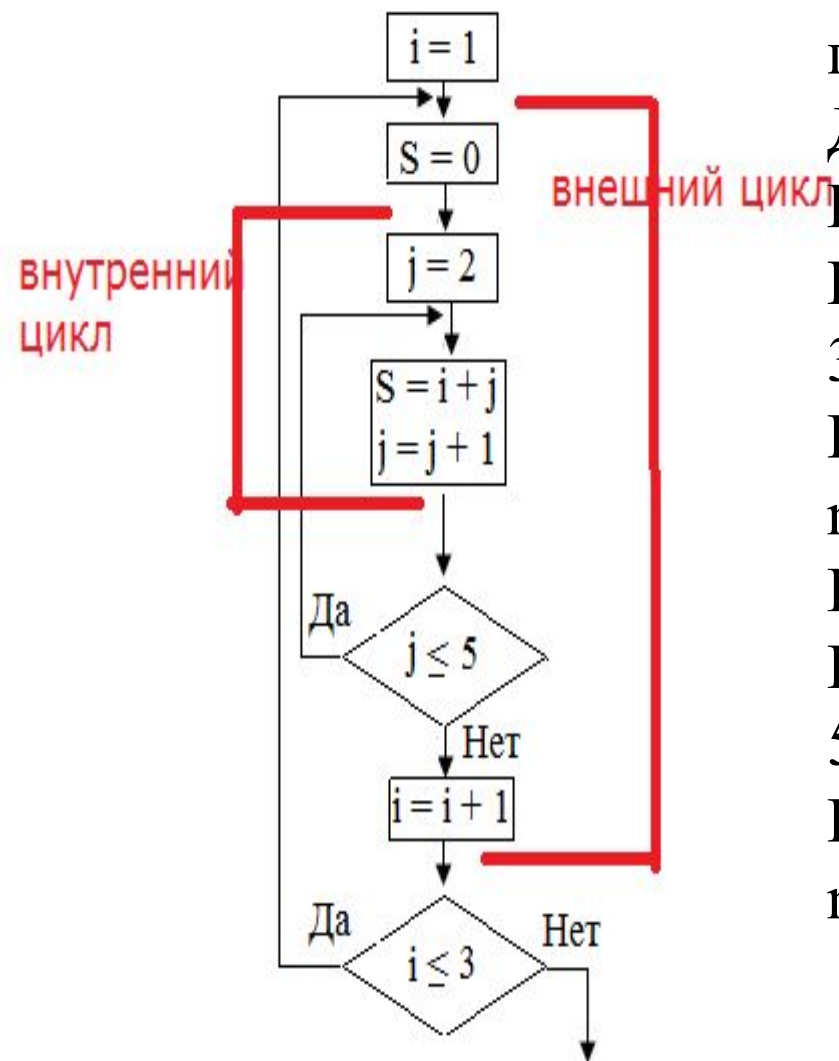 i = 1
S = 0
внешний цикл
j = 2
внутренний
цикл
S = i + j
j = j + 1
Да
j ≤ 5
Нет
i = i + 1
Да
Нет
i ≤ 3